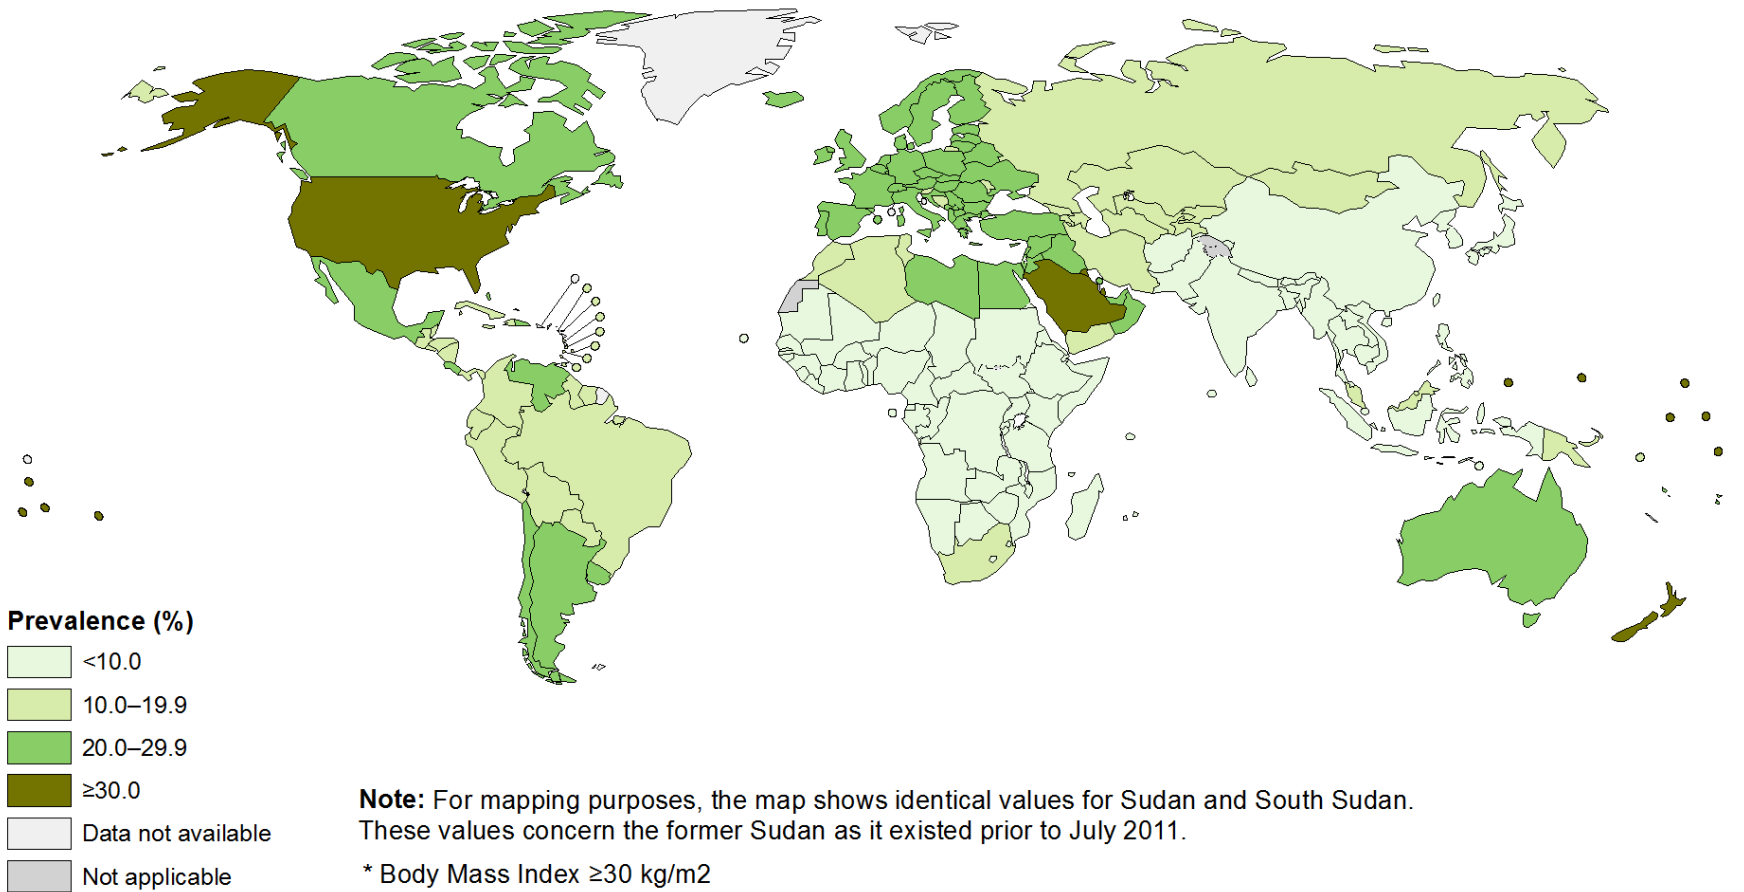 Prevalence (%)
<10.0
10.0–19.9
20.0–29.9
≥30.0
Data not available
Not applicable
Note: For mapping purposes, the map shows identical values for Sudan and South Sudan.
These values concern the former Sudan as it existed prior to July 2011.
* Body Mass Index ≥30 kg/m2